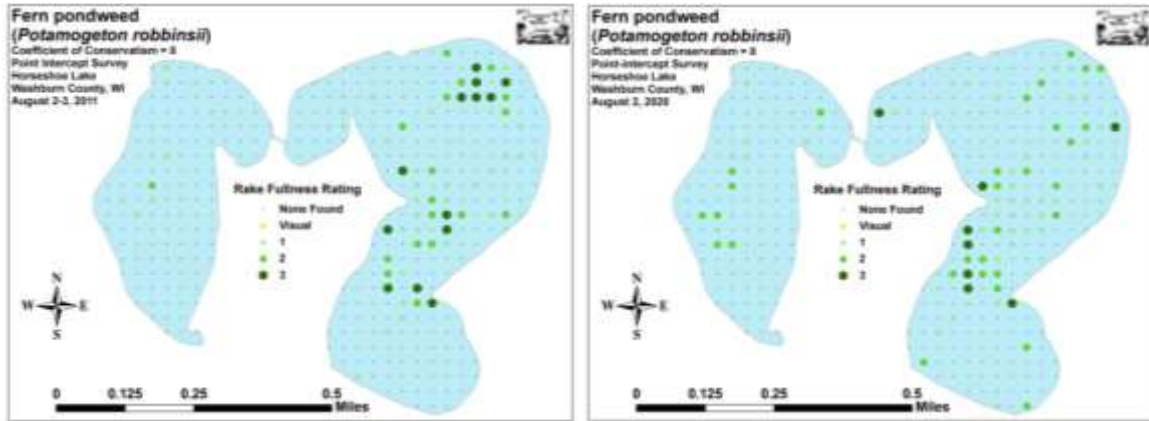 Fern pondweed
(Potamogeton robbinsii)
Coefficient of Conservatism = 8
Point Intercept Survey
Horseshoe Lake
Washburn County, WI
August 2-3, 2011
Rake Fullness Rating
None Found
Visual
1
2
3
N
W E
S
0 0.125 0.25 0.5
Miles
Fern pondweed
(Potamogeton robbinsii)
Coefficient of Conservatism = 8
Point-Intercept Survey
Horseshoe Lake
Washburn County, WI
August 3, 2020
Rake Fullness Rating
None Found
Visual
1
2
3
N
W E
S
0 0.125 0.25 0.5
Miles